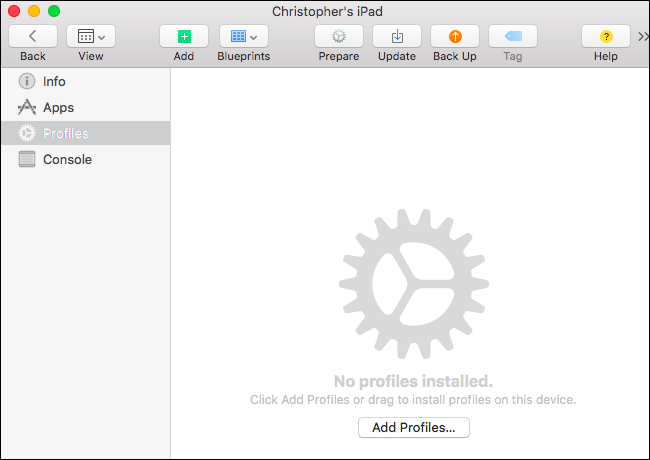 Christopher's iPad
Back View Add Blueprints Prepare Update Back Up Tag Help
Info
Apps
Profiles
Console
No profiles installed.
Click Add Profiles or drag to install profiles on this device.
Add Profiles...